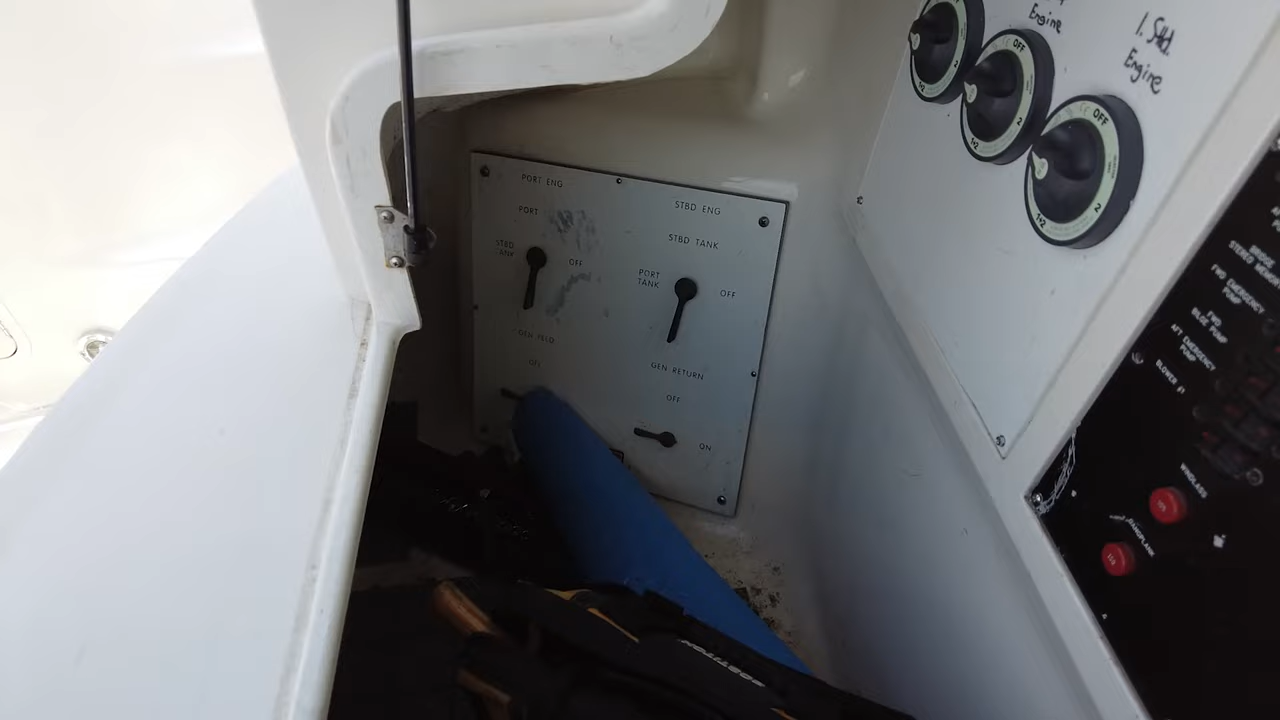 Engine
1. Stbd.
Engine
OFF
2
1+2
OFF
2
1+2
1+2
PORT ENG
PORT
STBD
TANK
OFF
STBD ENG
STBD TANK
PORT
TANK
OFF
GEN FEED
OFF
GEN RETURN
OFF
ON
BRIDGE
STEREO MEMORY
FWD EMERGENCY
PUMP
FWD
BILGE PUMP
AFT EMERGENCY
PUMP
BLOWER #1
WINDLASS
GANGPLANK
BOSTITCH